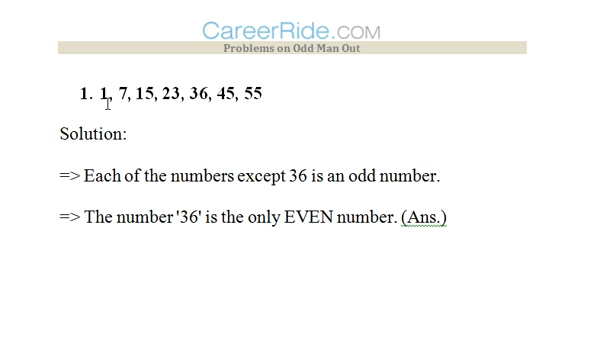 CareerRide.COM
Problems on Odd Man Out
1. 1, 7, 15, 23, 36, 45, 55
Solution:
=> Each of the numbers except 36 is an odd number.
=> The number '36' is the only EVEN number. (Ans.)